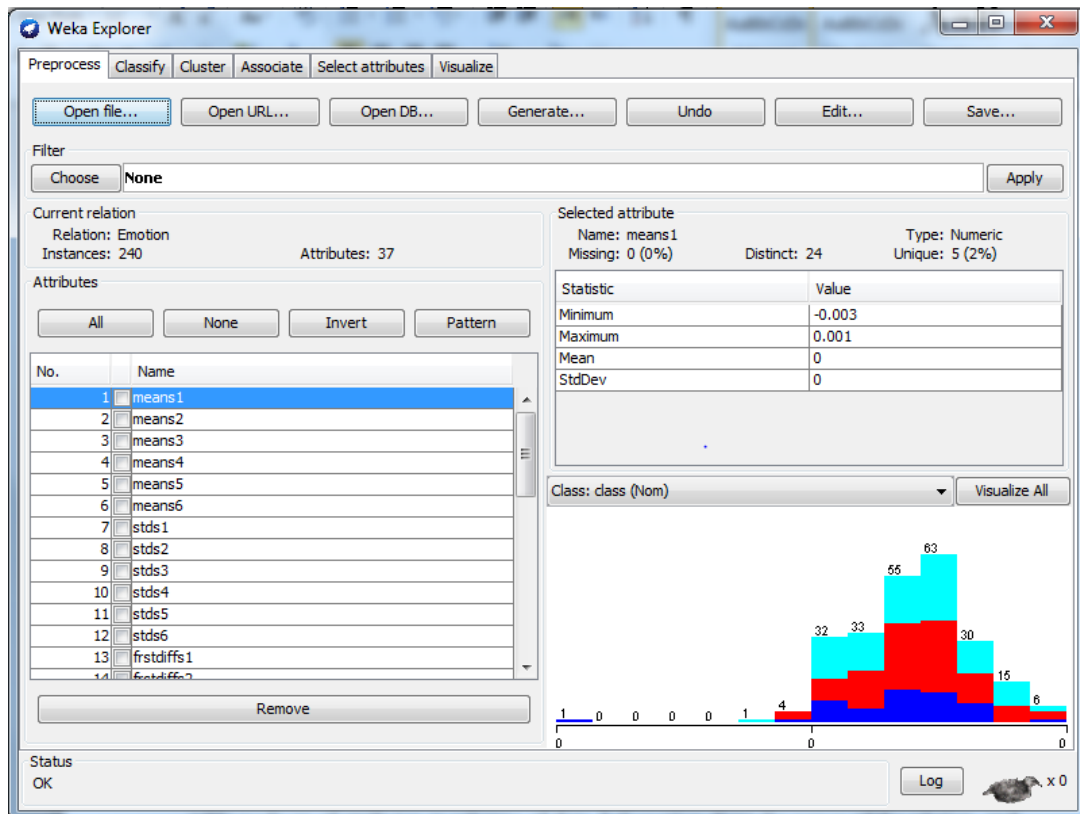 Weka Explorer
Preprocess Classify Cluster Associate Select attributes Visualize
Open file... Open URL... Open DB... Generate... Undo Edit... Save...
Filter
Choose None Apply
Current relation
Relation: Emotion
Instances: 240 Attributes: 37
Selected attribute
Name: means1 Type: Numeric
Missing: 0 (0%) Distinct: 24 Unique: 5 (2%)
Attributes
All None Invert Pattern
No. Name
1 means1
2 means2
3 means3
4 means4
5 means5
6 means6
7 stds1
8 stds2
9 stds3
10 stds4
11 stds5
12 stds6
13 frstdiffs1
14 frstdiffs2
Remove
Statistic Value
Minimum -0.003
Maximum 0.001
Mean 0
StdDev 0
Class: class (Nom) Visualize All
1 0 0 0 0 1 4 32 33 55 63 30 15 6
0 0 0
Status
OK
Log x 0